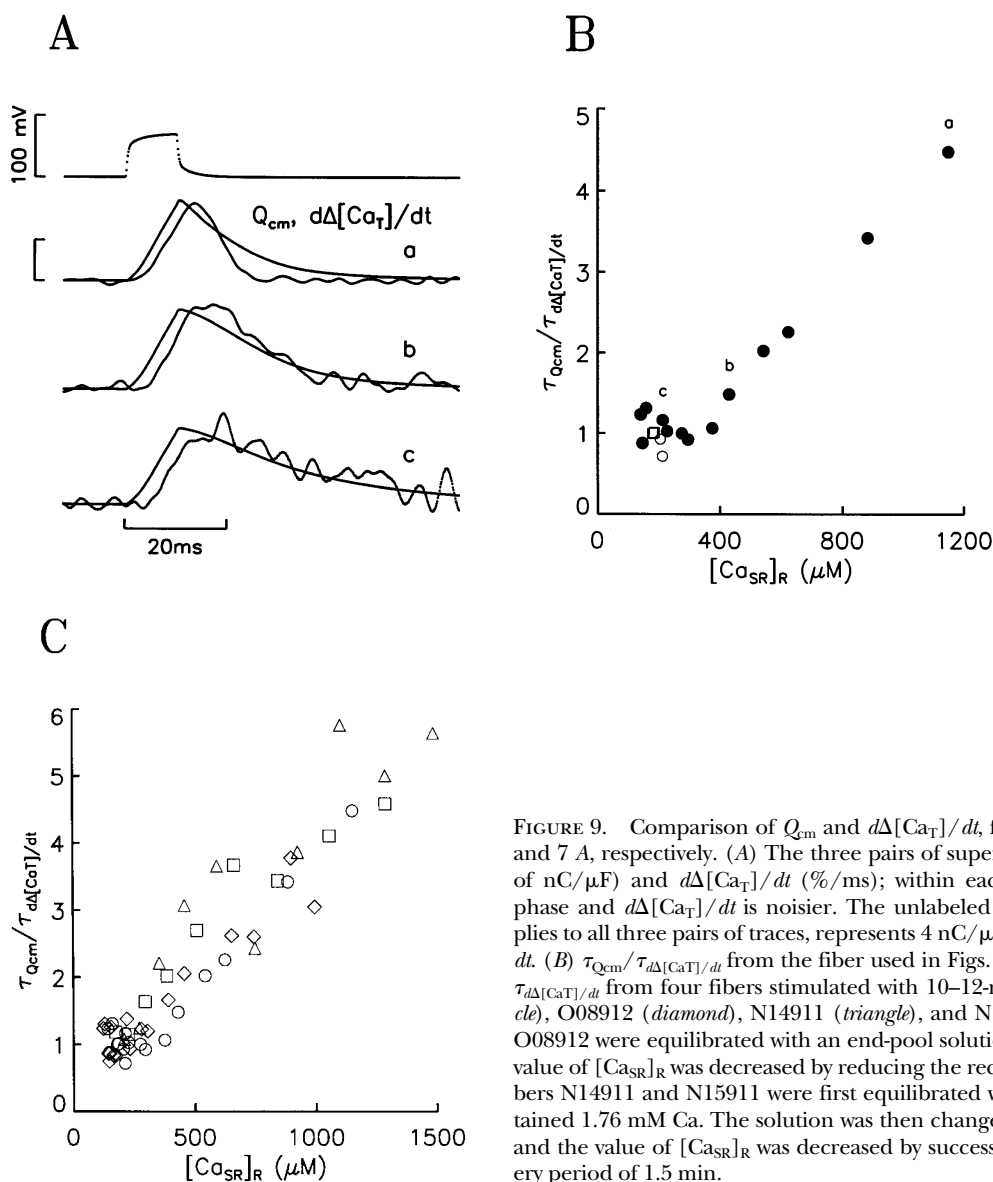 A
100 mV
Q_cm, dΔ[Ca_T]/dt
a
b
c
20ms
B
5
4
3
2
1
0
τ_Qcm/τ_dΔ[CaT]/dt
a
b
c
0 400 800 1200
[Ca_SR]_R (μM)
C
6
5
4
3
2
1
0
τ_Qcm/τ_dΔ[CaT]/dt
0 500 1000 1500
[Ca_SR]_R (μM)
FIGURE 9. Comparison of Q_cm and dΔ[Ca_T]/dt, f
and 7 A, respectively. (A) The three pairs of super
of nC/μF) and dΔ[Ca_T]/dt (%/ms); within eac
phase and dΔ[Ca_T]/dt is noisier. The unlabeled
plies to all three pairs of traces, represents 4 nC/μ
dt. (B) τ_Qcm/τ_dΔ[CaT]/dt from the fiber used in Figs.
τ_dΔ[CaT]/dt from four fibers stimulated with 10–12-r
cle), O08912 (diamond), N14911 (triangle), and N
O08912 were equilibrated with an end-pool soluti
value of [Ca_SR]_R was decreased by reducing the rec
bers N14911 and N15911 were first equilibrated w
tained 1.76 mM Ca. The solution was then change
and the value of [Ca_SR]_R was decreased by success
ery period of 1.5 min.